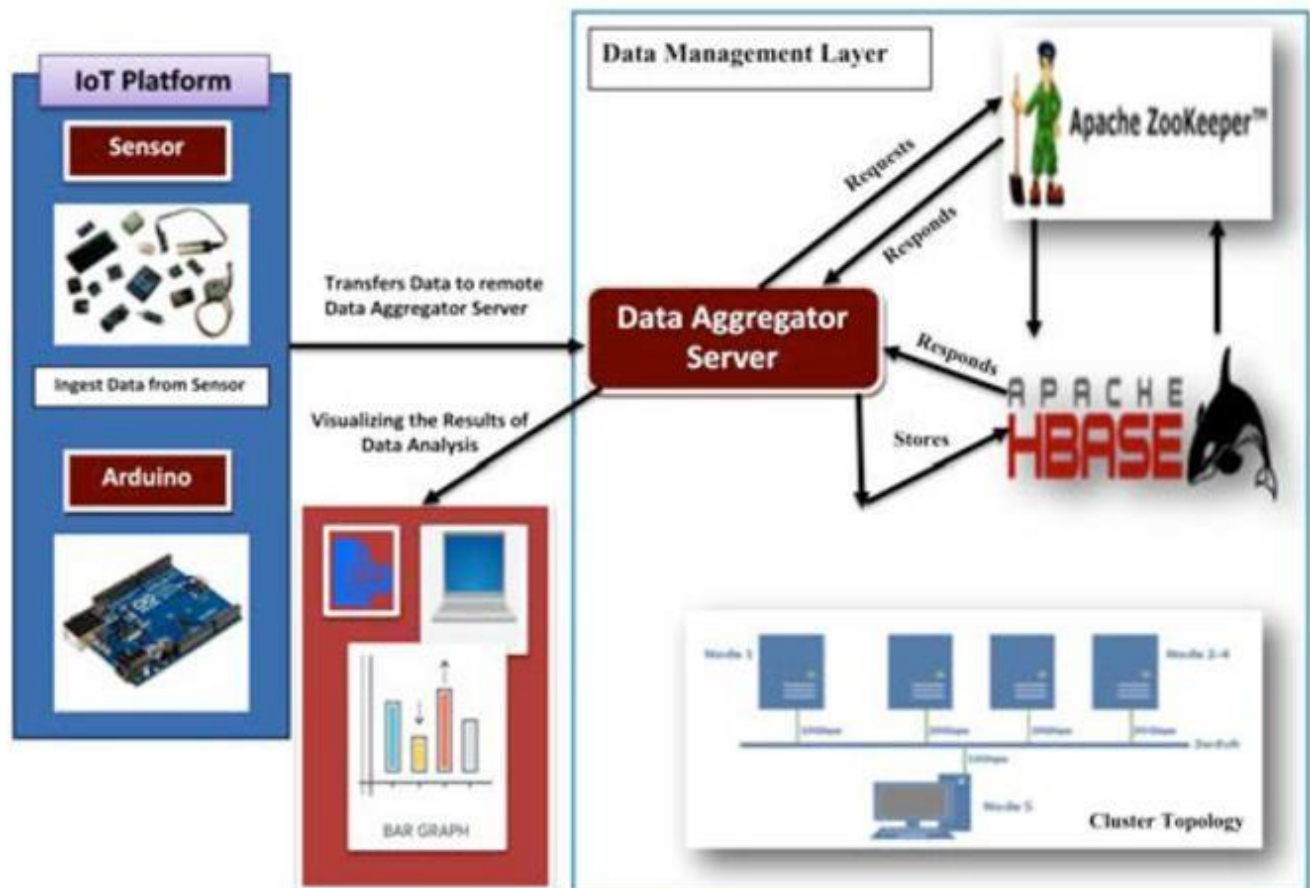 IoT Platform
Sensor
Ingest Data from Sensor
Arduino
Transfers Data to remote
Data Aggregator Server
Visualizing the Results of
Data Analysis
BAR GRAPH
Data Management Layer
Requests
Responds
Apache ZooKeeper™
Data Aggregator
Server
Responds
Stores
APACHE
HBASE
Node 1
Node 2-4
Node 5
Cluster Topology